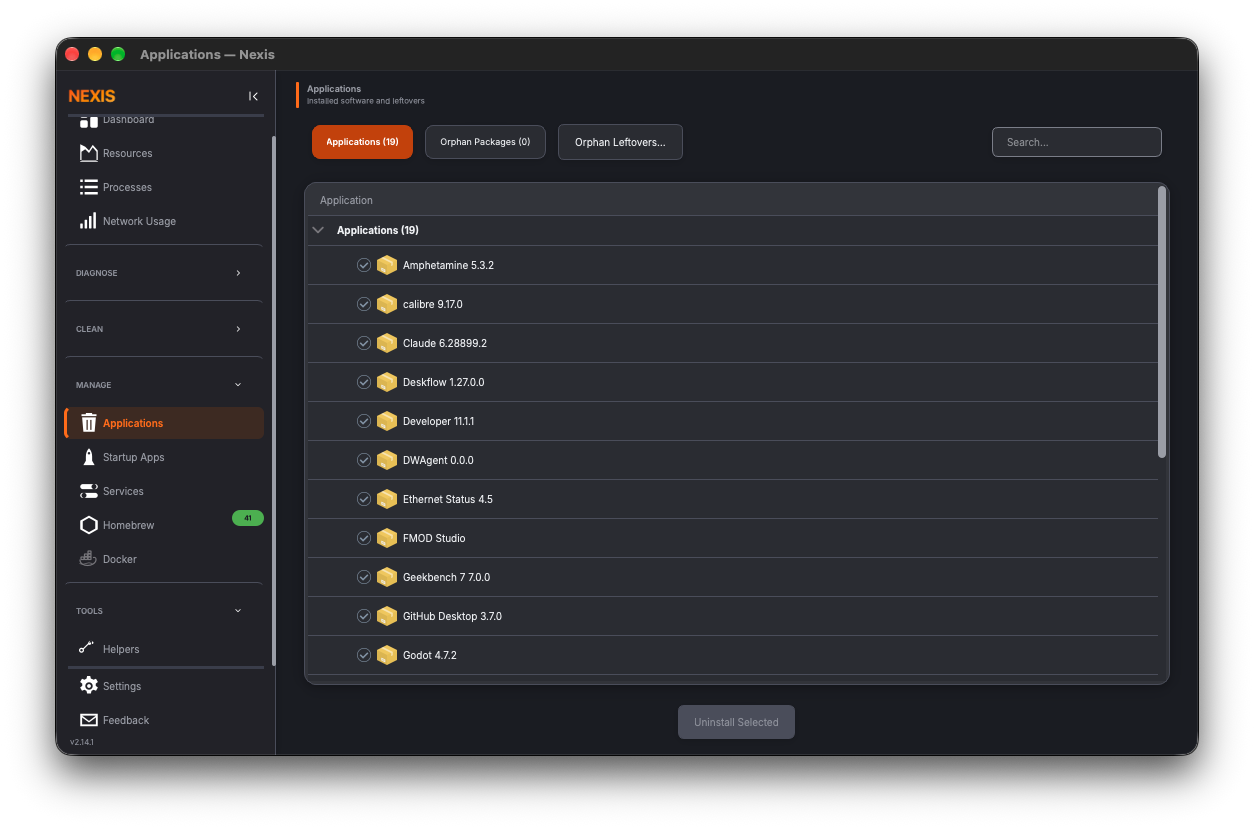 Applications — Nexis
NEXIS
Dashboard
Resources
Processes
Network Usage
DIAGNOSE
CLEAN
MANAGE
Applications
Startup Apps
Services
Homebrew
41
Docker
TOOLS
Helpers
Settings
Feedback
v2.14.1
Applications
Installed software and leftovers
Applications (19)
Orphan Packages (0)
Orphan Leftovers...
Search...
Application
Applications (19)
Amphetamine 5.3.2
calibre 9.17.0
Claude 6.28899.2
Deskflow 1.27.0.0
Developer 11.1.1
DWAgent 0.0.0
Ethernet Status 4.5
FMOD Studio
Geekbench 7 7.0.0
GitHub Desktop 3.7.0
Godot 4.7.2
Uninstall Selected